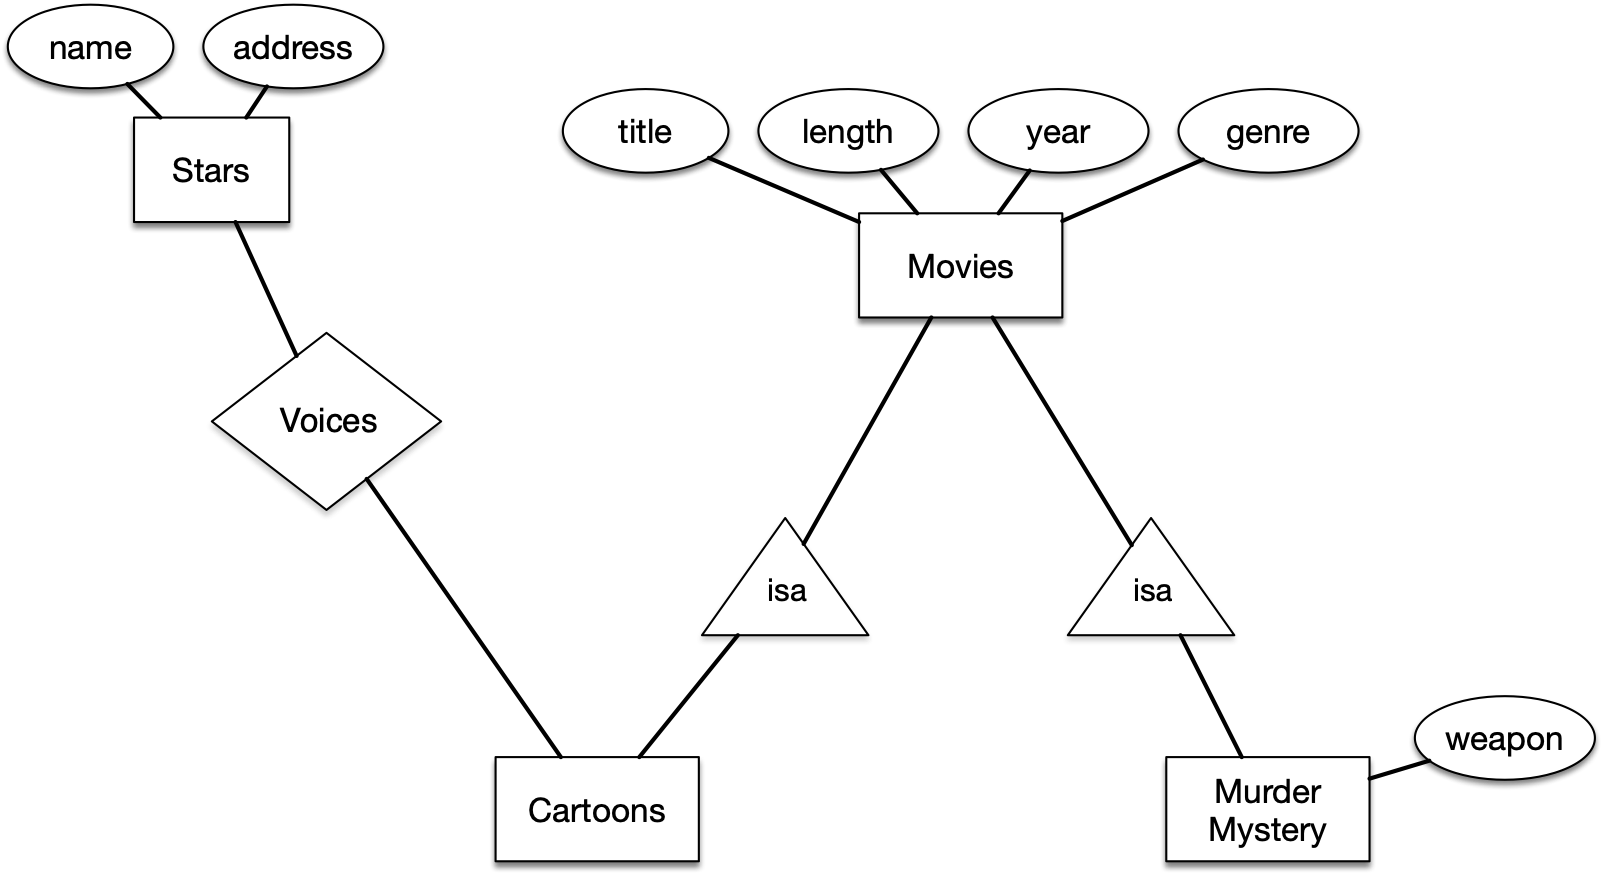 name
address
Stars
title
length
year
genre
Movies
Voices
isa
isa
Cartoons
Murder
Mystery
weapon